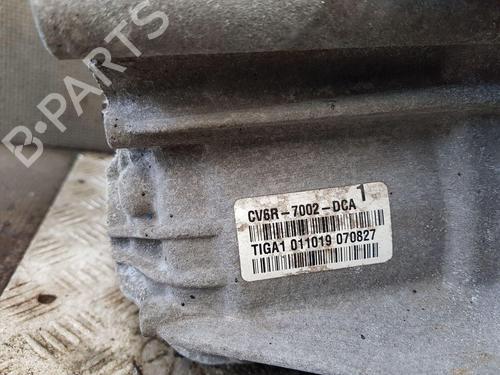 B-PARTS
CV6R-7002-DCA 1
TIGA1 011019 070827